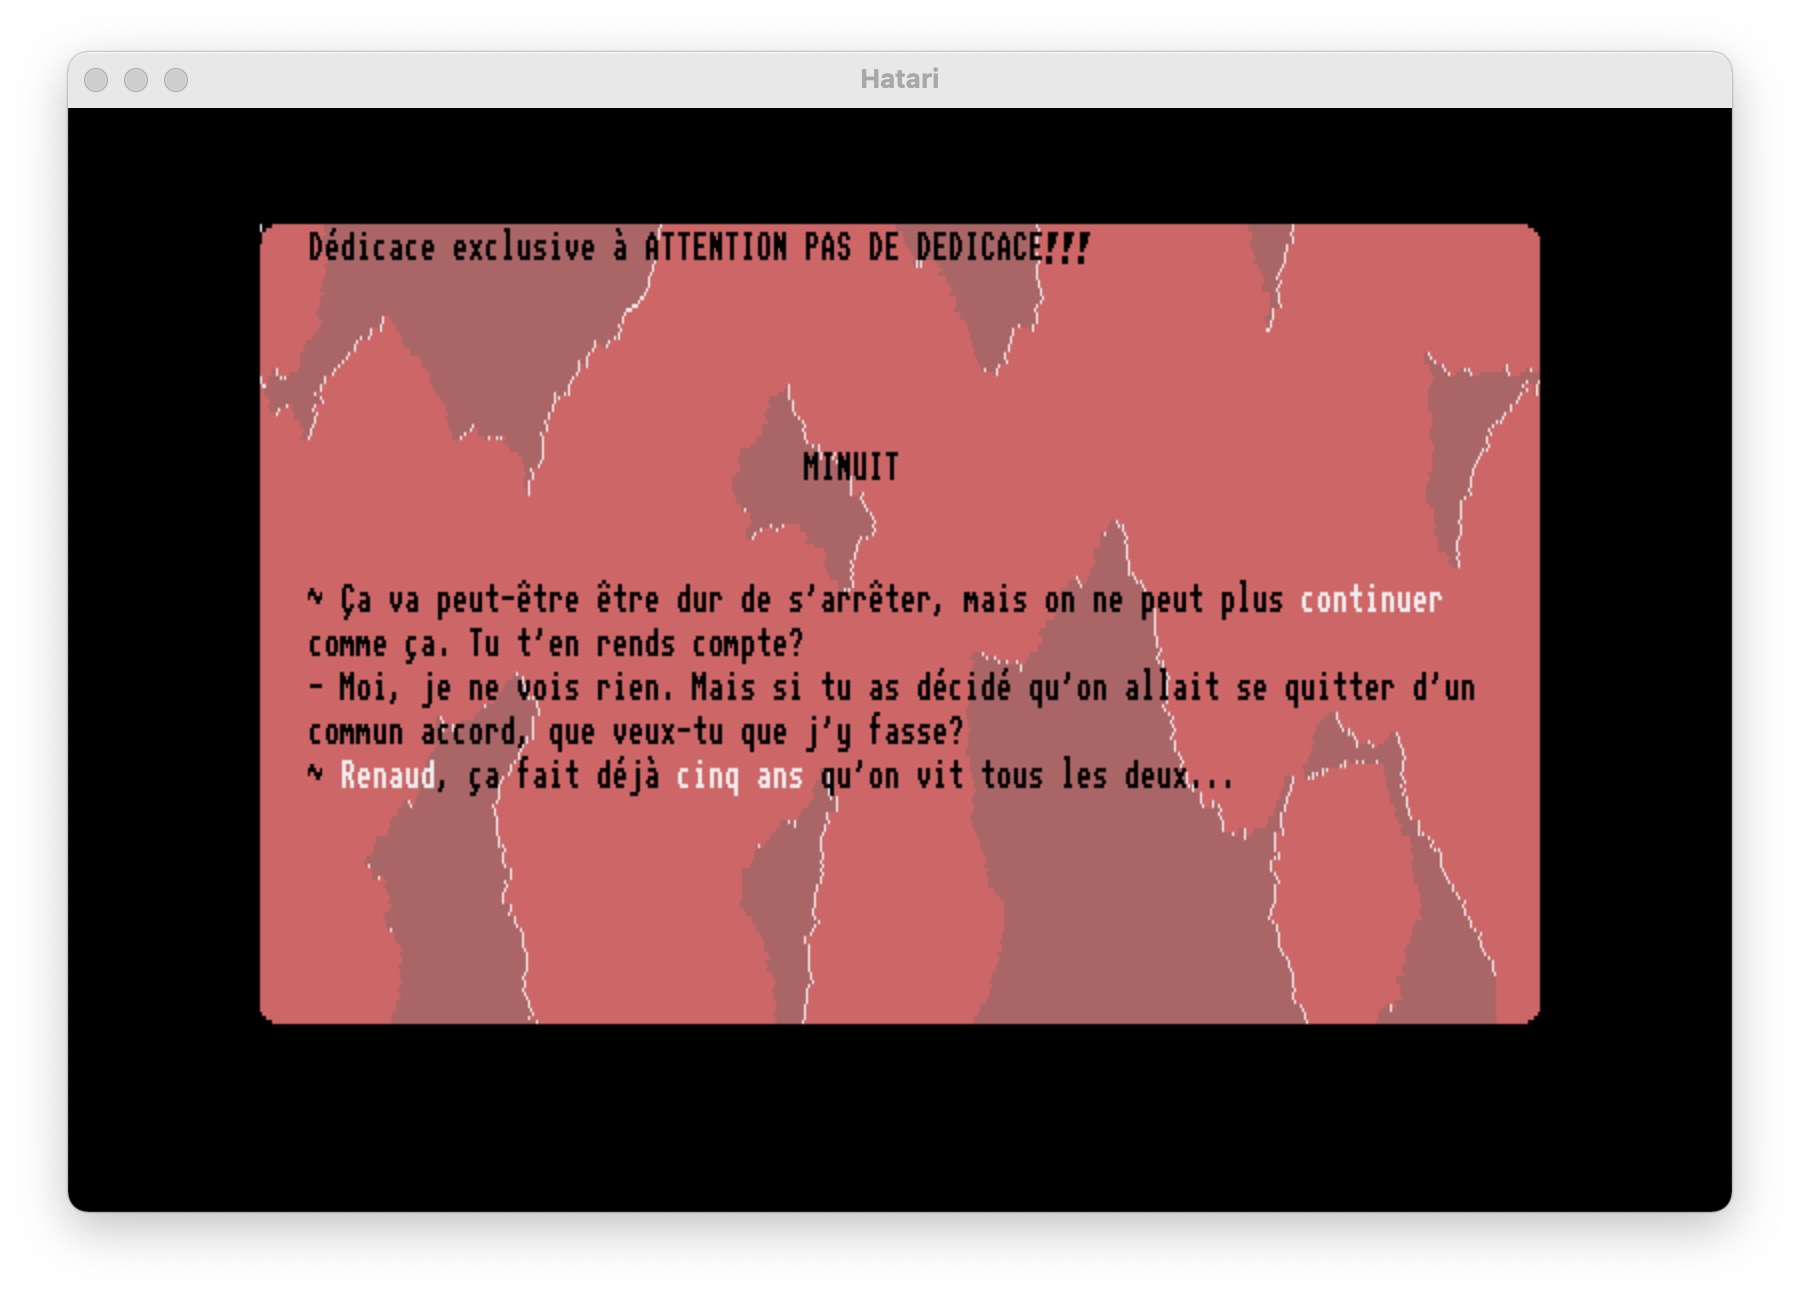 Hatari
Dédicace exclusive à ATTENTION PAS DE DEDICACE!!!
MINUIT
~ Ça va peut-être être dur de s'arrêter, mais on ne peut plus continuer
comme ça. Tu t'en rends compte?
- Moi, je ne vois rien. Mais si tu as décidé qu'on allait se quitter d'un
commun accord, que veux-tu que j'y fasse?
~ Renaud, ça fait déjà cinq ans qu'on vit tous les deux...